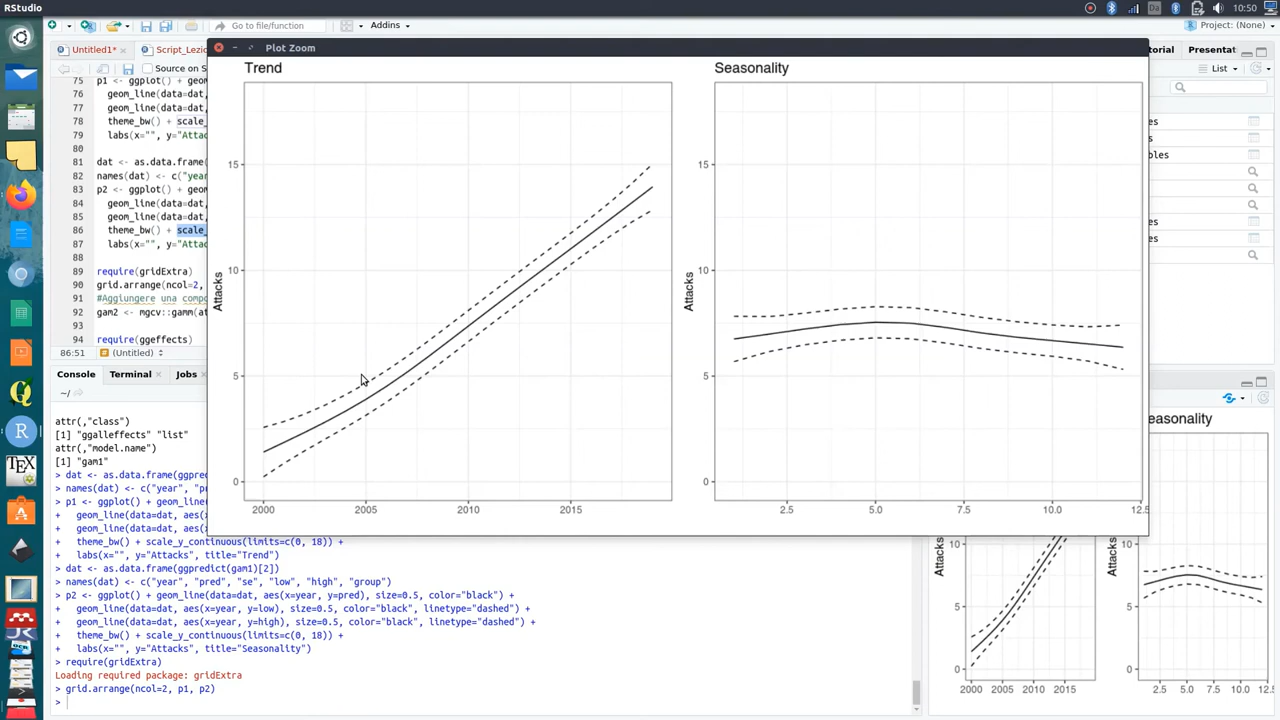 RStudio
Da
10:50
Go to file/function
Addins
Project: (None)
Untitled1*
Script_Lezio
Source on S
75 p1 <- ggplot() + geom
76 geom_line(data=dat,
77 geom_line(data=dat,
78 theme_bw() + scale_
79 labs(x="", y="Attac
80
81 dat <- as.data.frame(
82 names(dat) <- c("year
83 p2 <- ggplot() + geom
84 geom_line(data=dat,
85 geom_line(data=dat,
86 theme_bw() + scale_
87 labs(x="", y="Attac
88
89 require(gridExtra)
90 grid.arrange(ncol=2,
91 #Aggiungere una compo
92 gam2 <- mgcv::gamm(at
93
94 require(ggeffects)
86:51 (Untitled)
Plot Zoom
Trend
Attacks
15
10
5
0
2000 2005 2010 2015
Seasonality
Attacks
15
10
5
0
2.5 5.0 7.5 10.0 12.5
torial
Presentat
List
es
s
bles
es
es
Console
Terminal
Jobs
~/
attr(,"class")
[1] "ggalleffects" "list"
attr(,"model.name")
[1] "gam1"
> dat <- as.data.frame(ggpre
> names(dat) <- c("year", "pr
> p1 <- ggplot() + geom_line(
+ geom_line(data=dat, aes(x
+ geom_line(data=dat, aes(x
+ theme_bw() + scale_y_continuous(limits=c(0, 18)) +
+ labs(x="", y="Attacks", title="Trend")
> dat <- as.data.frame(ggpredict(gam1)[2])
> names(dat) <- c("year", "pred", "se", "low", "high", "group")
> p2 <- ggplot() + geom_line(data=dat, aes(x=year, y=pred), size=0.5, color="black") +
+ geom_line(data=dat, aes(x=year, y=low), size=0.5, color="black", linetype="dashed") +
+ geom_line(data=dat, aes(x=year, y=high), size=0.5, color="black", linetype="dashed") +
+ theme_bw() + scale_y_continuous(limits=c(0, 18)) +
+ labs(x="", y="Attacks", title="Seasonality")
> require(gridExtra)
Loading required package: gridExtra
> grid.arrange(ncol=2, p1, p2)
>
easonality
Attacks
10
5
0
2000 2005 2010 2015
Attacks
10
5
0
2.5 5.0 7.5 10.0 12.5